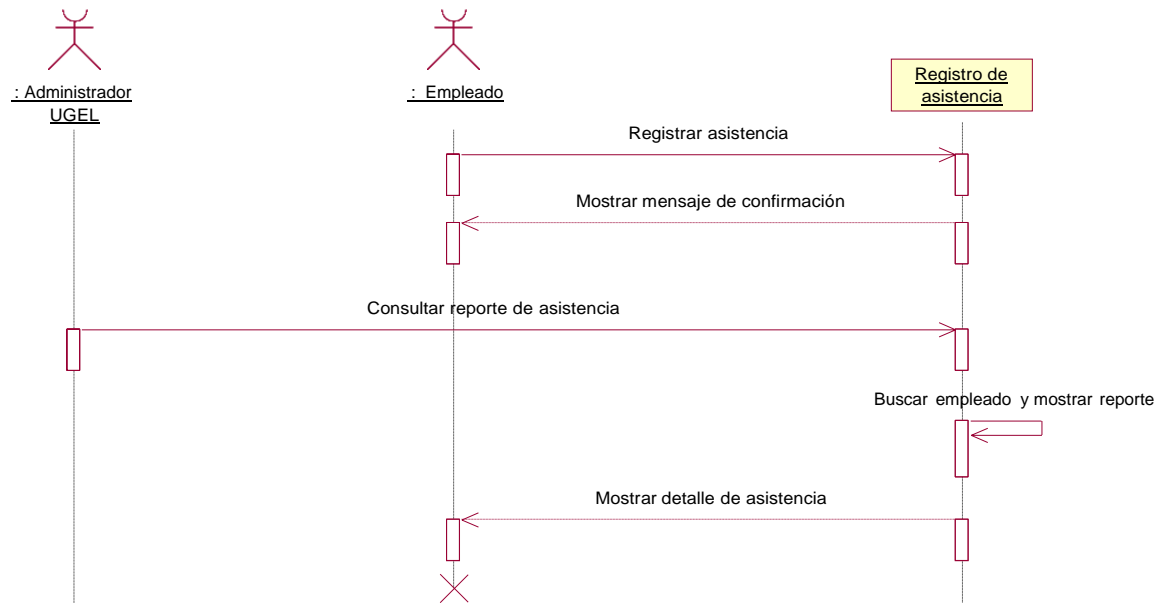 : Administrador
UGEL
: Empleado
Registro de
asistencia
Registrar asistencia
Mostrar mensaje de confirmación
Consultar reporte de asistencia
Buscar empleado y mostrar reporte
Mostrar detalle de asistencia